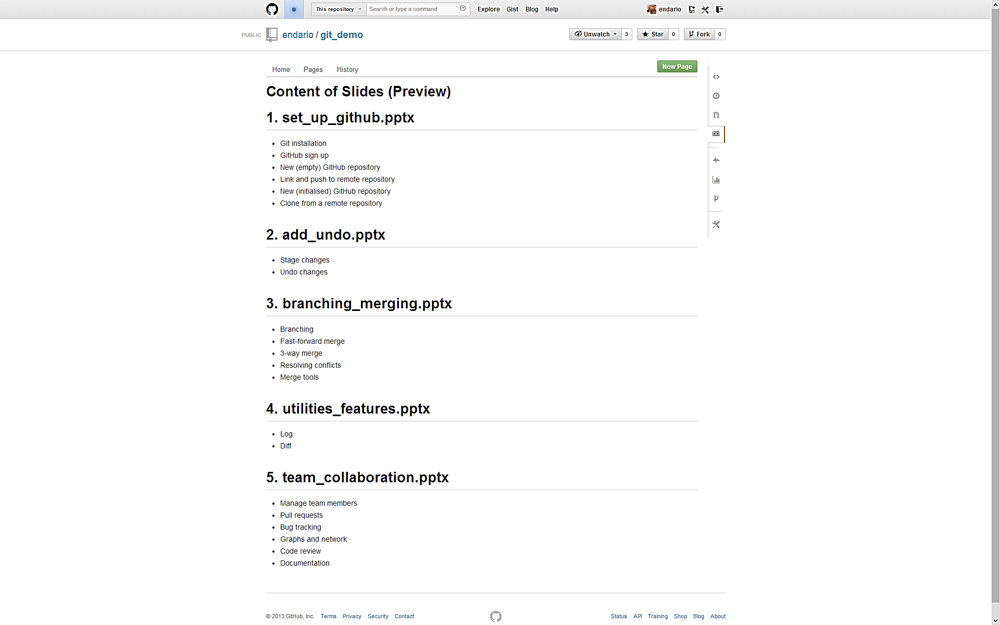 This repository Search or type a command Explore Gist Blog Help endario
PUBLIC endario / git_demo Unwatch 3 Star 0 Fork 0
Home Pages History New Page
Content of Slides (Preview)
1. set_up_github.pptx
Git installation
GitHub sign up
New (empty) GitHub repository
Link and push to remote repository
New (initialised) GitHub repository
Clone from a remote repository
2. add_undo.pptx
Stage changes
Undo changes
3. branching_merging.pptx
Branching
Fast-forward merge
3-way merge
Resolving conflicts
Merge tools
4. utilities_features.pptx
Log
Diff
5. team_collaboration.pptx
Manage team members
Pull requests
Bug tracking
Graphs and network
Code review
Documentation
© 2013 GitHub, Inc. Terms Privacy Security Contact Status API Training Shop Blog About